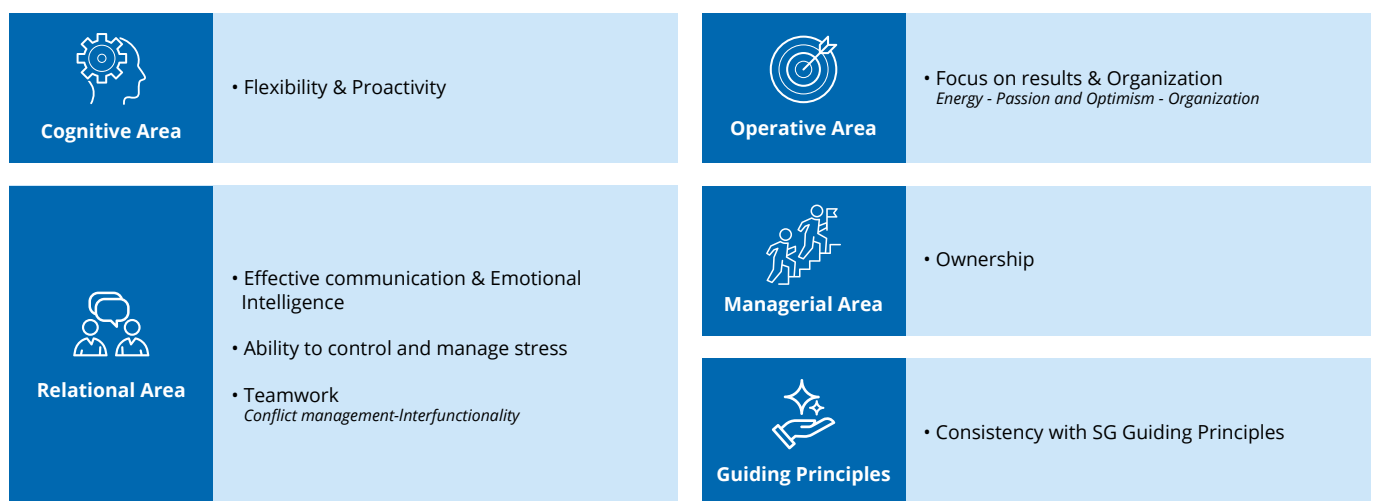 Cognitive Area
• Flexibility & Proactivity
Relational Area
• Effective communication & Emotional
Intelligence
• Ability to control and manage stress
• Teamwork
Conflict management-Interfunctionality
Operative Area
• Focus on results & Organization
Energy - Passion and Optimism - Organization
Managerial Area
• Ownership
Guiding Principles
• Consistency with SG Guiding Principles